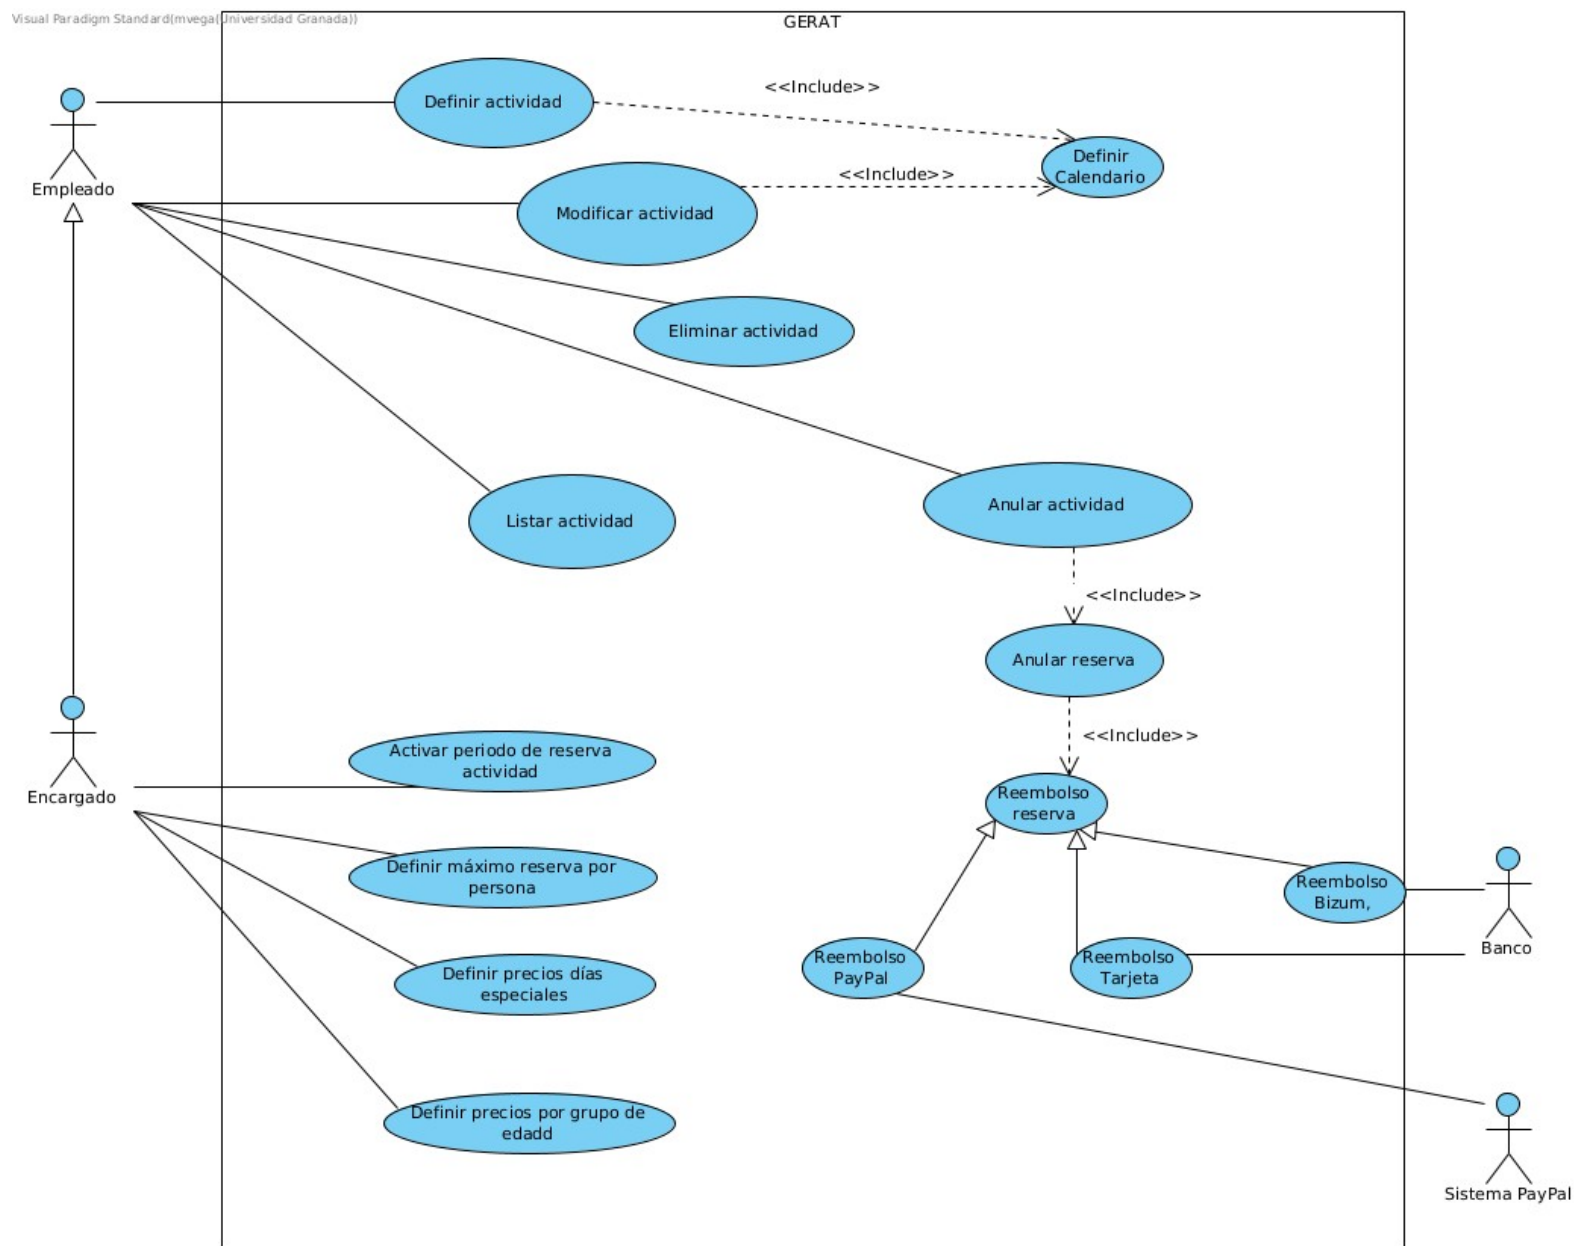 Visual Paradigm Standard(mvega(Universidad Granada))
GERAT
<<Include>>
Definir actividad
Definir
Calendario
<<Include>>
Empleado
Modificar actividad
Eliminar actividad
Anular actividad
Listar actividad
<<Include>>
Anular reserva
<<Include>>
Activar periodo de reserva
actividad
Encargado
Reembolso
reserva
Definir máximo reserva por
persona
Reembolso
Bizum,
Banco
Reembolso
PayPal
Reembolso
Tarjeta
Definir precios días
especiales
Definir precios por grupo de
edadd
Sistema PayPal